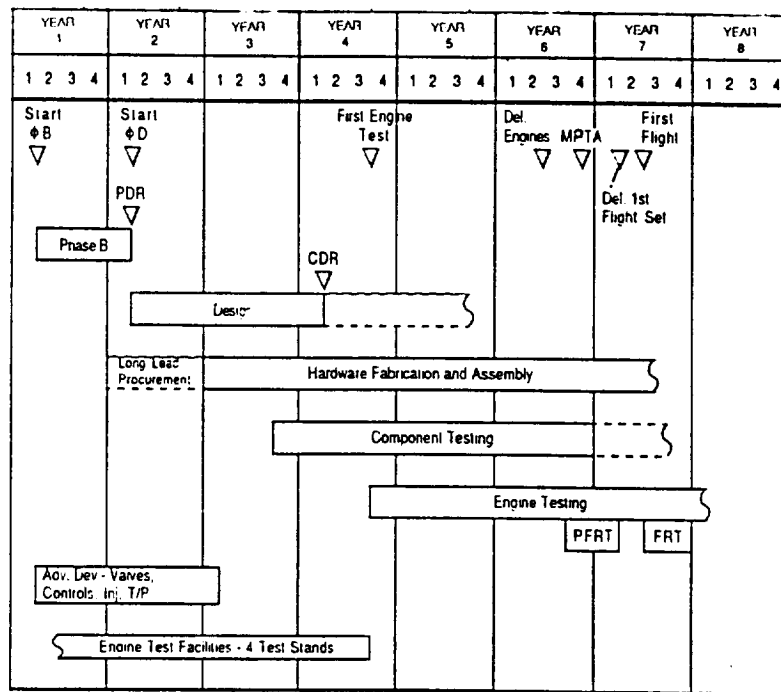 YEAR 1 YEAR 2 YEAR 3 YEAR 4 YEAR 5 YEAR 6 YEAR 7 YEAR 8
1 2 3 4 1 2 3 4 1 2 3 4 1 2 3 4 1 2 3 4 1 2 3 4 1 2 3 4 1 2 3 4
Start
ΦB
Start
ΦD
First Engine
Test
Del.
Engines
MPTA
First
Flight
Del. 1st
Flight Set
PDR
Phase B
CDR
Design
Long Lead
Procurement
Hardware Fabrication and Assembly
Component Testing
Engine Testing
PFRT
FRT
Adv. Dev - Valves,
Controls, Inj. T/P
Engine Test Facilities - 4 Test Stands